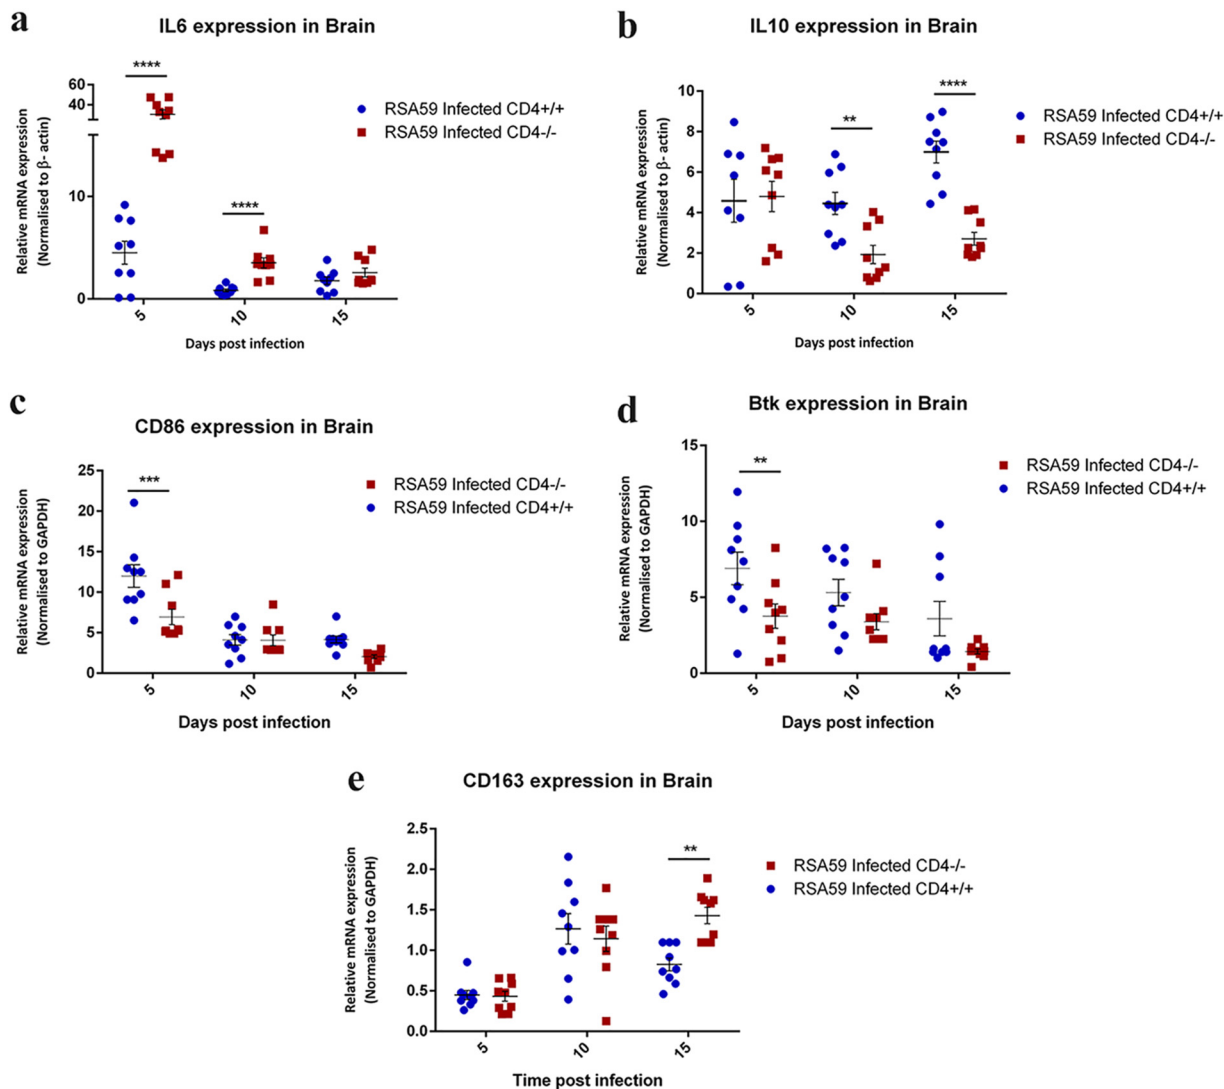 a
IL6 expression in Brain
****
60
40
10
0
****
Relative mRNA expression
(Normalised to β- actin)
RSA59 Infected CD4+/+
RSA59 Infected CD4-/-
5
10
15
Days post infection
b
IL10 expression in Brain
10
8
6
4
2
0
**
****
Relative mRNA expression
(Normalised to β- actin)
RSA59 Infected CD4+/+
RSA59 Infected CD4-/-
5
10
15
Days post infection
c
CD86 expression in Brain
25
20
15
10
5
0
***
Relative mRNA expression
(Normalised to GAPDH)
RSA59 Infected CD4-/-
RSA59 Infected CD4+/+
5
10
15
Days post infection
d
Btk expression in Brain
15
10
5
0
**
Relative mRNA expression
(Normalised to GAPDH)
RSA59 Infected CD4-/-
RSA59 Infected CD4+/+
5
10
15
Days post infection
e
CD163 expression in Brain
2.5
2.0
1.5
1.0
0.5
0.0
**
Relative mRNA expression
(Normalised to GAPDH)
RSA59 Infected CD4-/-
RSA59 Infected CD4+/+
5
10
15
Time post infection